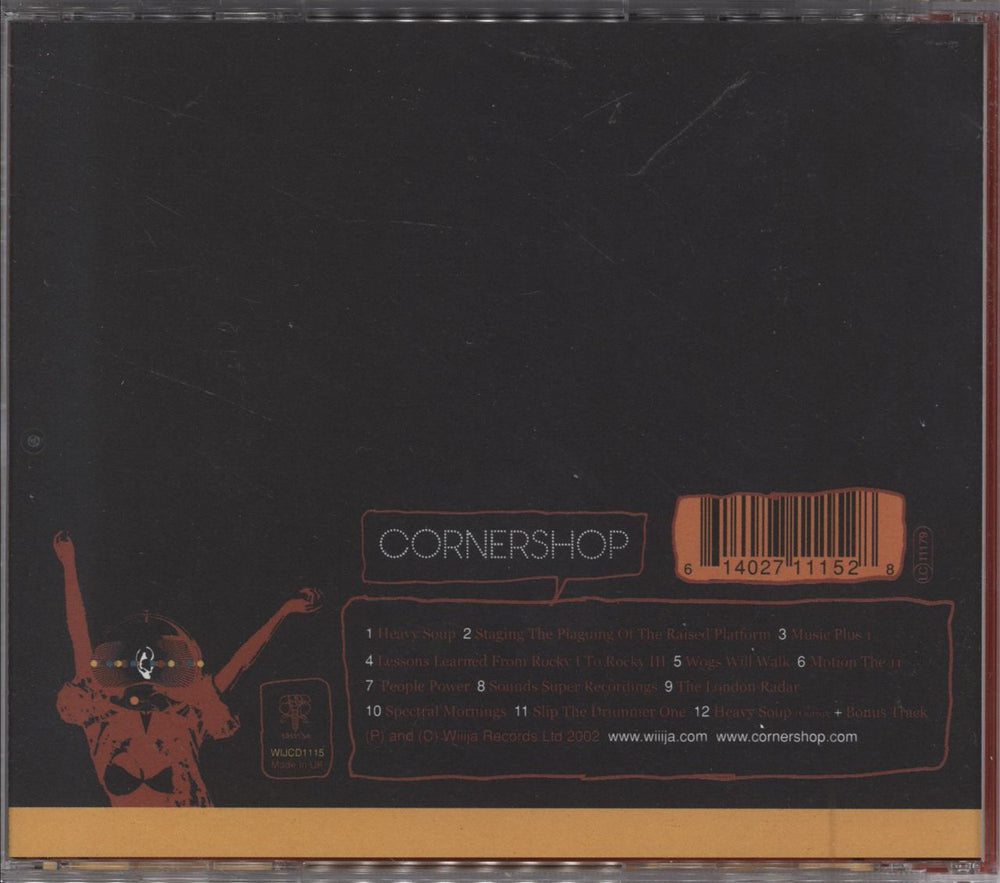 CORNERSHOP
6 14027 11152 8
LC 11179
1 Heavy Soup 2 Staging The Plaguing Of The Raised Platform 3 Music Plus 1
4 Lessons Learned From Rocky I To Rocky III 5 Wogs Will Walk 6 Motion The 11
7 People Power 8 Sounds Super Recordings 9 The London Radar
10 Spectral Mornings 11 Slip The Drummer One 12 Heavy Soup + Bonus Track
(P) and (C) Wiiija Records Ltd 2002 www.wiiija.com www.cornershop.com
WIJCD1115
Made in UK